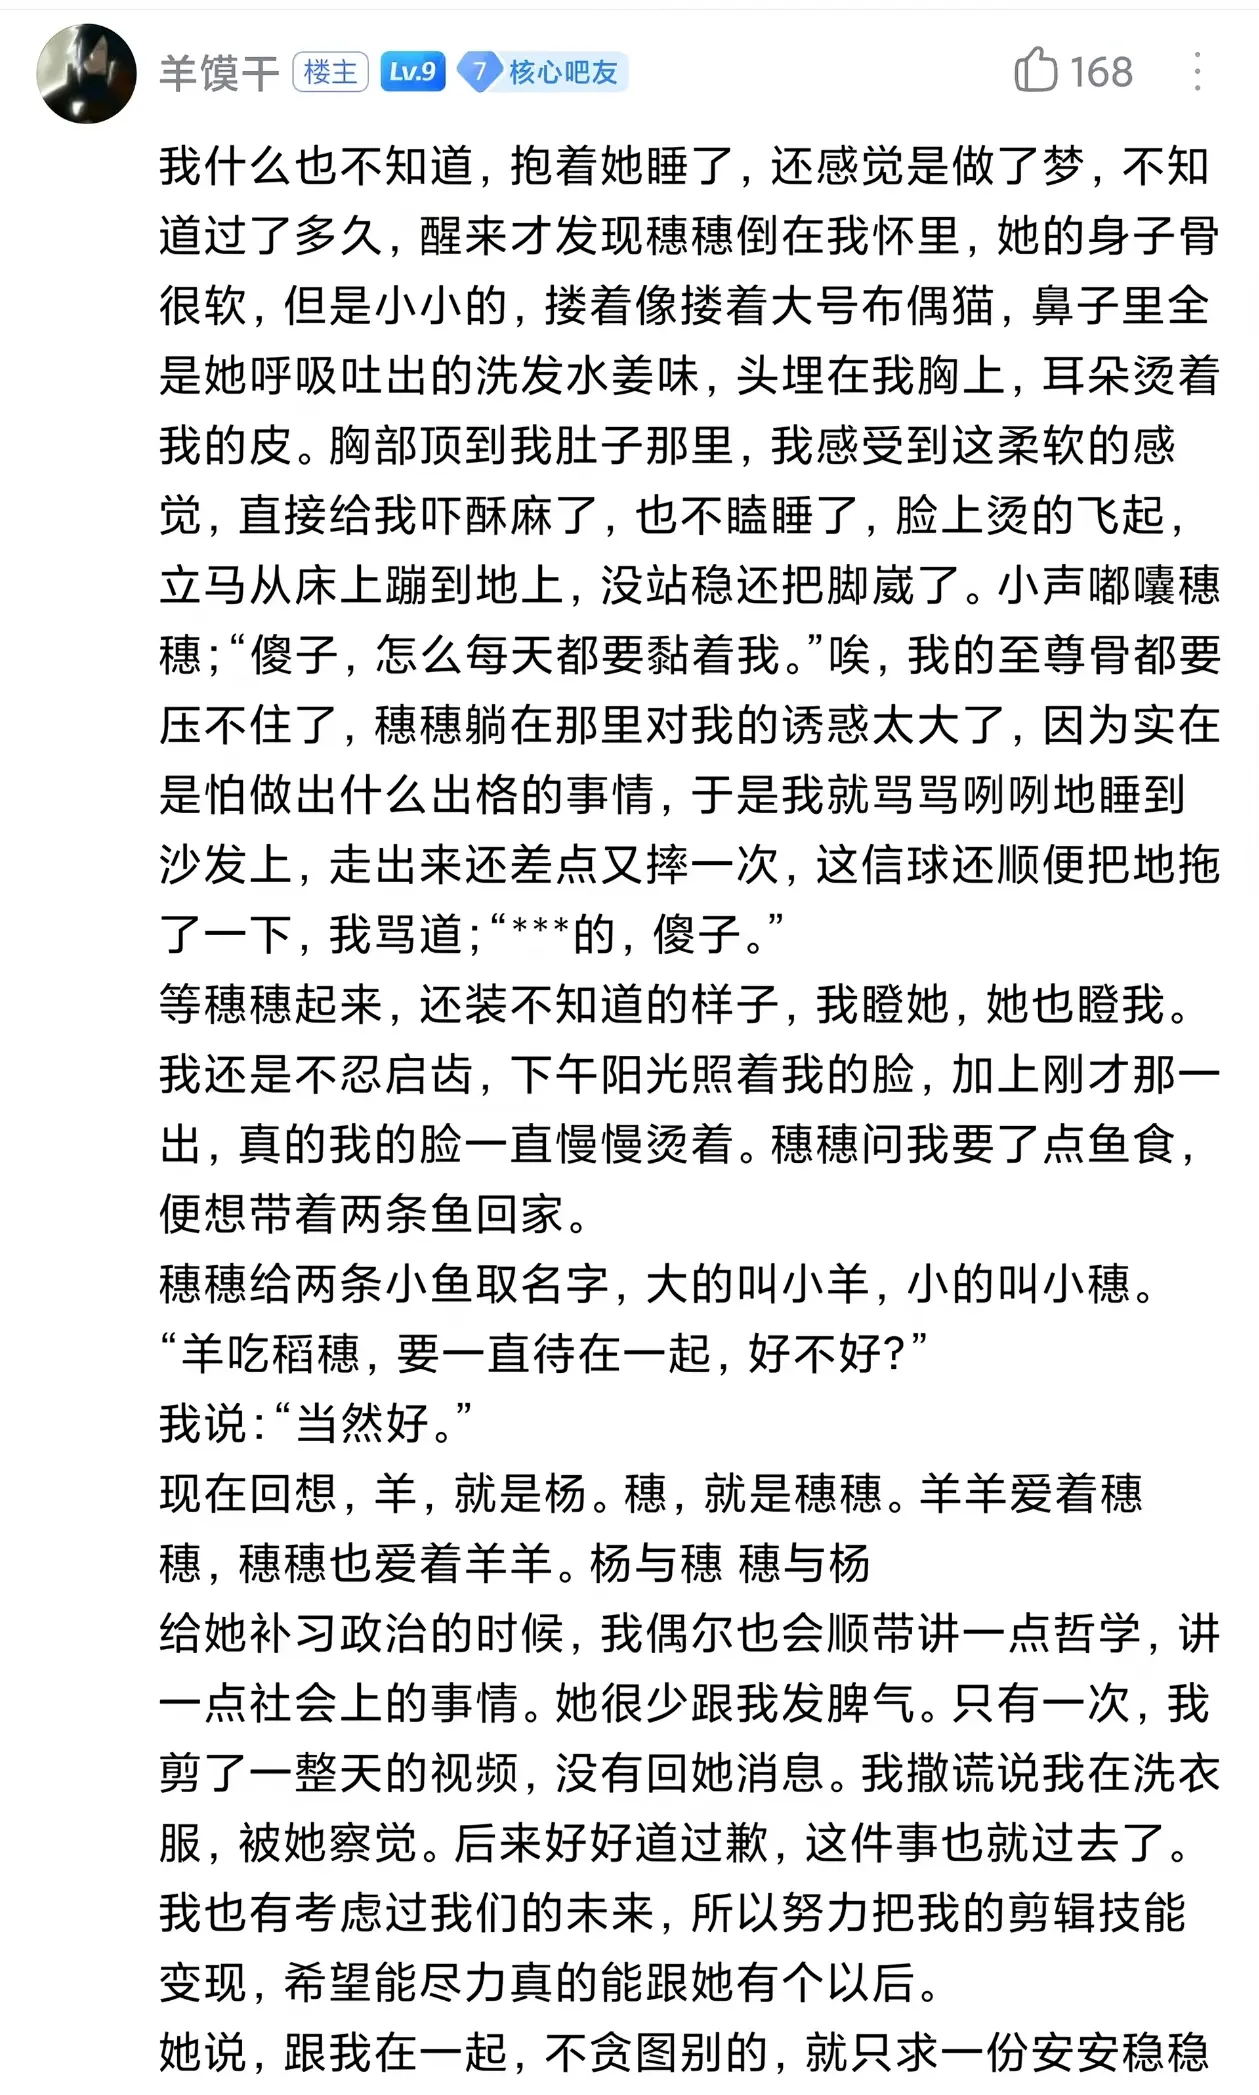 羊馍干 楼主 Lv.9 7 核心吧友 168
我什么也不知道，抱着她睡了，还感觉是做了梦，不知
道过了多久，醒来才发现穗穗倒在我怀里，她的身子骨
很软，但是小小的，搂着像搂着大号布偶猫，鼻子里全
是她呼吸吐出的洗发水姜味，头埋在我胸上，耳朵烫着
我的皮。胸部顶到我肚子那里，我感受到这柔软的感
觉，直接给我吓酥麻了，也不瞌睡了，脸上烫的飞起，
立马从床上蹦到地上，没站稳还把脚崴了。小声嘟囔穗
穗；“傻子，怎么每天都要黏着我。”唉，我的至尊骨都要
压不住了，穗穗躺在那里对我的诱惑太大了，因为实在
是怕做出什么出格的事情，于是我就骂骂咧咧地睡到
沙发上，走出来还差点又摔一次，这信球还顺便把地拖
了一下，我骂道；“***的，傻子。”
等穗穗起来，还装不知道的样子，我瞪她，她也瞪我。
我还是不忍启齿，下午阳光照着我的脸，加上刚才那一
出，真的我的脸一直慢慢烫着。穗穗问我要了点鱼食，
便想带着两条鱼回家。
穗穗给两条小鱼取名字，大的叫小羊，小的叫小穗。
“羊吃稻穗，要一直待在一起，好不好？”
我说：“当然好。”
现在回想，羊，就是杨。穗，就是穗穗。羊羊爱着穗
穗，穗穗也爱着羊羊。杨与穗 穗与杨
给她补习政治的时候，我偶尔也会顺带讲一点哲学，讲
一点社会上的事情。她很少跟我发脾气。只有一次，我
剪了一整天的视频，没有回她消息。我撒谎说我在洗衣
服，被她察觉。后来好好道过歉，这件事也就过去了。
我也有考虑过我们的未来，所以努力把我的剪辑技能
变现，希望能尽力真的能跟她有个以后。
她说，跟我在一起，不贪图别的，就只求一份安安稳稳